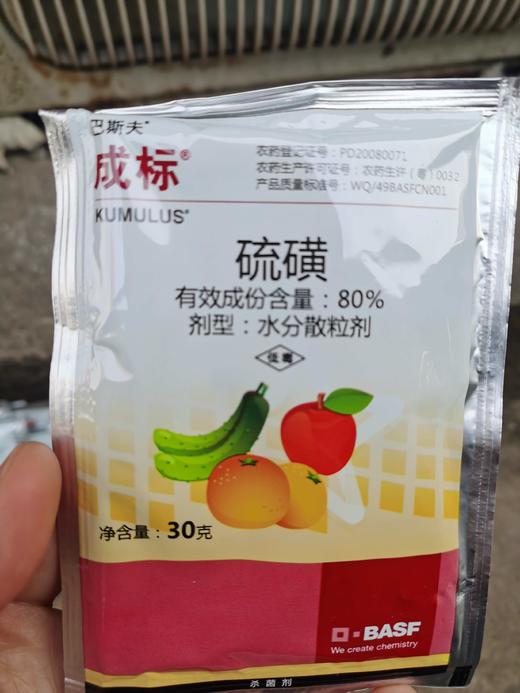 巴斯夫®
成标®
KUMULUS®
农药登记证号：PD20080071
农药生产许可证号：农药生许（粤）0032
产品质量标准号：WQ/49BASFCN001
硫磺
有效成份含量：80%
剂型：水分散粒剂
低毒
净含量：30克
BASF
We create chemistry
杀菌剂